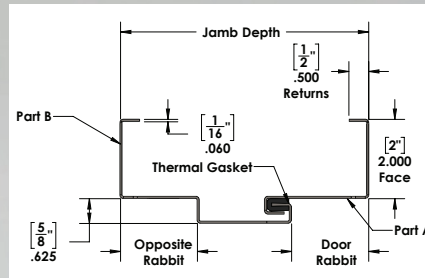 Jamb Depth
[1/2"]
.500
Returns
Part B
[1/16"]
.060
[2"]
2.000
Face
Thermal Gasket
[5/8"]
.625
Part A
Opposite
Rabbit
Door
Rabbit